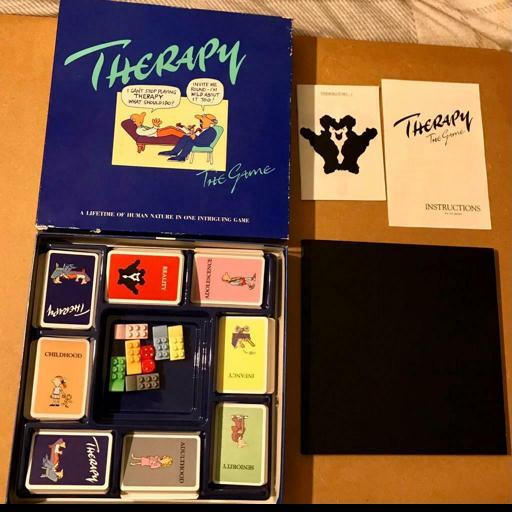 THERAPY
I CAN'T STOP PLAYING
THERAPY
WHAT SHOULD I DO?
INVITE ME
ROUND - I'M
WILD ABOUT
IT TOO!
THE GAME
A LIFETIME OF HUMAN NATURE IN ONE INTRIGUING GAME
THERAPY
THE GAME
INSTRUCTIONS
THERAPY
REALITY
ADOLESCENCE
CHILDHOOD
INFANCY
THERAPY
ADULTHOOD
SENIORITY